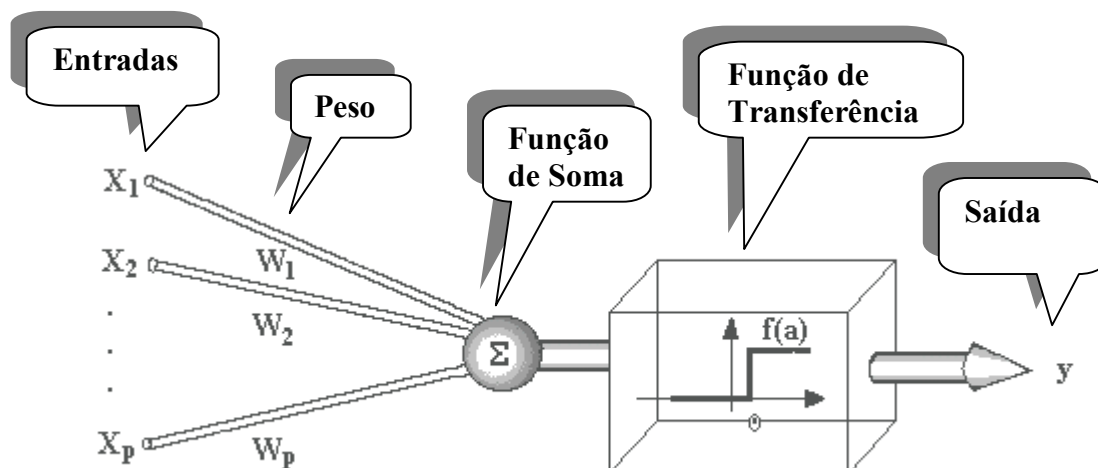 Entradas
Peso
Função
de Soma
Função de
Transferência
Saída
X1
W1
X2
W2
.
.
.
Xp
Wp
Σ
f(a)
y